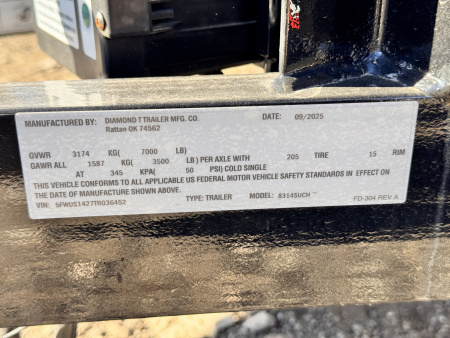 MANUFACTURED BY: DIAMOND T TRAILER MFG. CO. DATE: 09/2025
Rattan OK 74562
GVWR 3174 KG( 7000 LB)
GAWR ALL 1587 KG( 3500 LB) PER AXLE WITH 205 TIRE 15 RIM
AT 345 KPA( 50 PSI) COLD SINGLE
THIS VEHICLE CONFORMS TO ALL APPLICABLE US FEDERAL MOTOR VEHICLE SAFETY STANDARDS IN EFFECT ON
THE DATE OF MANUFACTURE SHOWN ABOVE.
VIN: 5FWUS1427TR036452 TYPE: TRAILER MODEL: 8314SUCH
FD-304 REV A